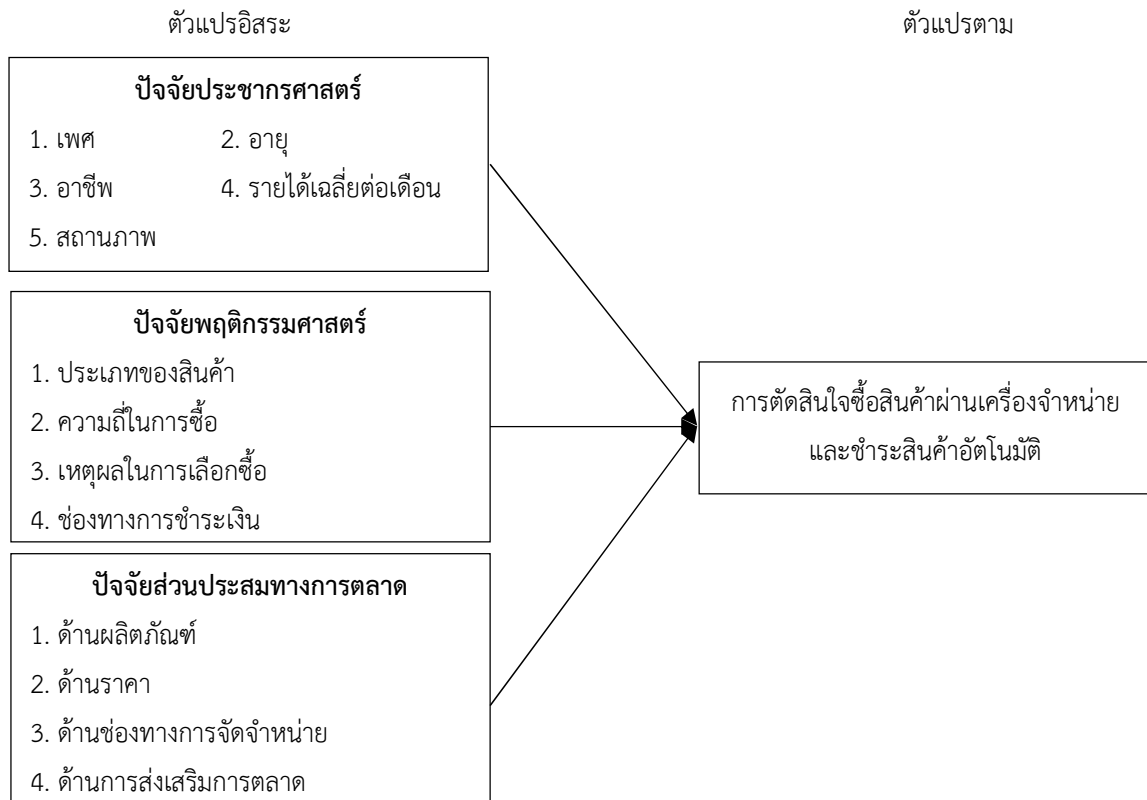 ตัวแปรอิสระ ตัวแปรตาม
ปัจจัยประชากรศาสตร์
1. เพศ 2. อายุ
3. อาชีพ 4. รายได้เฉลี่ยต่อเดือน
5. สถานภาพ
ปัจจัยพฤติกรรมศาสตร์
1. ประเภทของสินค้า
2. ความถี่ในการซื้อ
3. เหตุผลในการเลือกซื้อ
4. ช่องทางการชำระเงิน
ปัจจัยส่วนประสมทางการตลาด
1. ด้านผลิตภัณฑ์
2. ด้านราคา
3. ด้านช่องทางการจัดจำหน่าย
4. ด้านการส่งเสริมการตลาด
การตัดสินใจซื้อสินค้าผ่านเครื่องจำหน่าย
และชำระสินค้าอัตโนมัติ